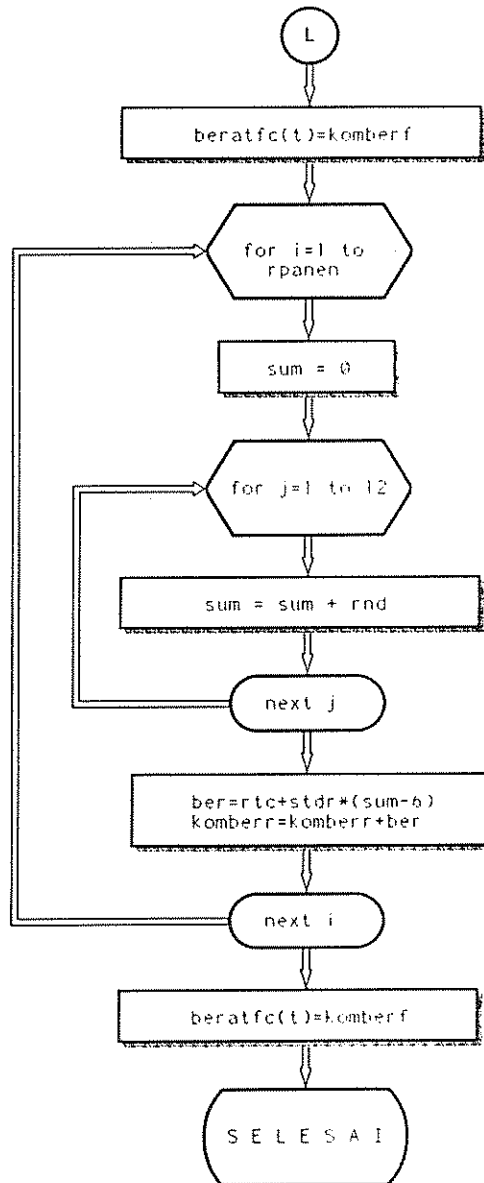 L
beratfc(t)=komberf
for i=1 to
rpanen
sum = 0
for j=1 to 12
sum = sum + rnd
next j
ber=rtc+stdr*(sum-6)
komberr=komberr+ber
next i
beratfc(t)=komberf
S E L E S A I